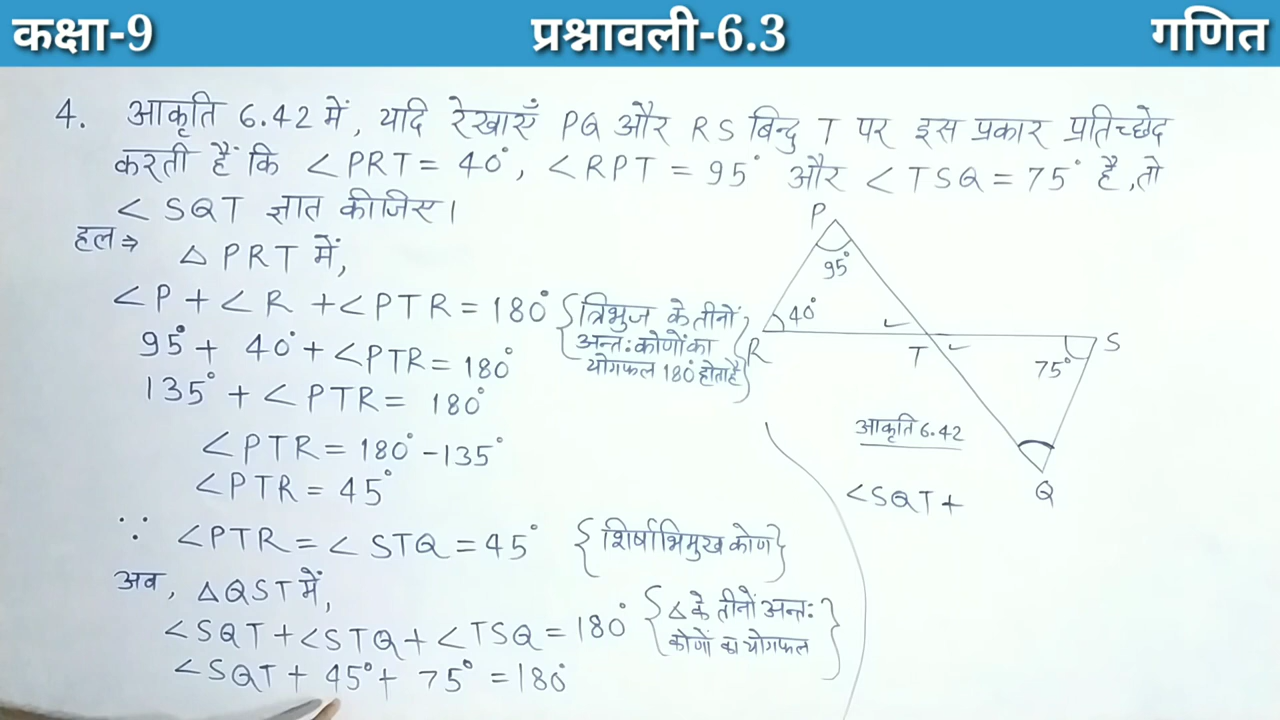 कक्षा-9 प्रश्नावली-6.3 गणित
4. आकृति 6.42 में, यदि रेखाएँ PQ और RS बिन्दु T पर इस प्रकार प्रतिच्छेद
करती हैं कि ∠PRT = 40°, ∠RPT = 95° और ∠TSQ = 75° है, तो
∠SQT ज्ञात कीजिए।
हल ⇒ △PRT में,
∠P + ∠R + ∠PTR = 180° {त्रिभुज के तीनों
अन्तः कोणों का
योगफल 180° होता है}
95° + 40° + ∠PTR = 180°
135° + ∠PTR = 180°
∠PTR = 180° - 135°
∠PTR = 45°
∵ ∠PTR = ∠STQ = 45° {शिर्षाभिमुख कोण}
अब, △QST में,
∠SQT + ∠STQ + ∠TSQ = 180° {△ के तीनों अन्तः
कोणों का योगफल}
∠SQT + 45° + 75° = 180°
P
95°
40°
R
T
S
75°
आकृति 6.42
Q
∠SQT +